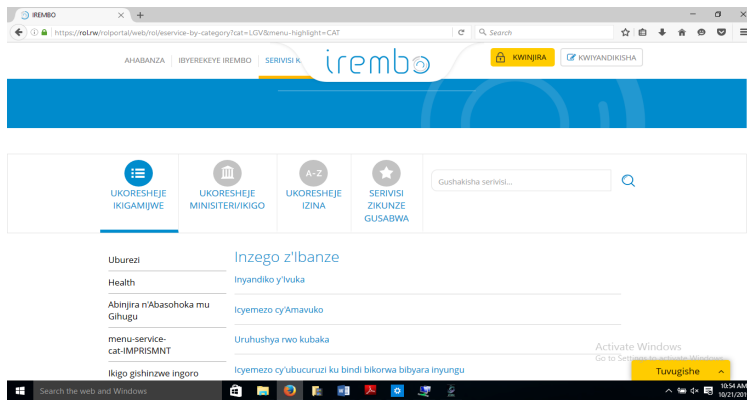 IREMBO
https://rol.rw/rolportal/web/rol/eservice-by-category?cat=LGV&menu-highlight=CAT
Search
AHABANZA
IBYEREKEYE IREMBO
SERIVISI K
irembo
KWINJIRA
KWIYANDIKISHA
UKORESHEJE
IKIGAMIJWE
UKORESHEJE
MINISITERI/IKIGO
A-Z
UKORESHEJE
IZINA
SERIVISI
ZIKUNZE
GUSABWA
Gushakisha serivisi...
Uburezi
Health
Abinjira n'Abasohoka mu
Gihugu
menu-service-
cat-IMPRISMNT
Ikigo gishinzwe ingoro
Inzego z'Ibanze
Inyandiko y'Ivuka
Icyemezo cy'Amavuko
Uruhushya rwo kubaka
Icyemezo cy'ubucuruzi ku bindi bikorwa bibyara inyungu
Activate Windows
Go to Settings to activate Windows.
Tuvugishe
Search the web and Windows
10:54 AM
10/21/201